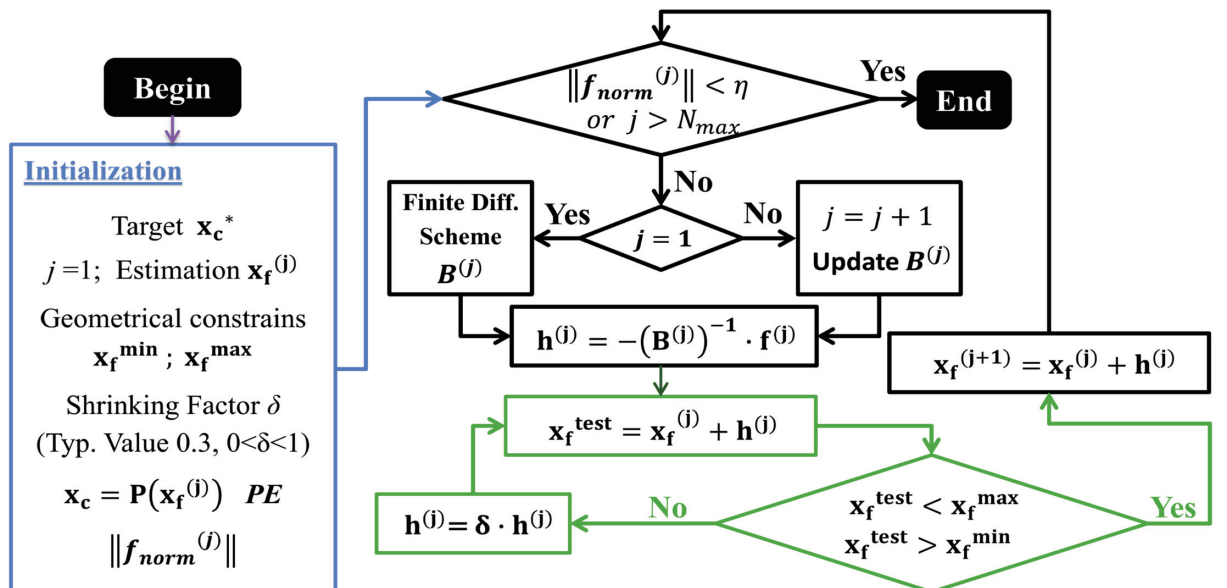 Begin
Initialization
Target x_c^*
j =1; Estimation x_f^(j)
Geometrical constrains
x_f^min ; x_f^max
Shrinking Factor δ
(Typ. Value 0.3, 0<δ<1)
x_c = P(x_f^(j)) PE
‖f_norm^(j)‖
‖f_norm^(j)‖ < η
or j > N_max
Yes
End
No
j = 1
Yes
No
Finite Diff.
Scheme
B^(j)
j = j + 1
Update B^(j)
h^(j) = −(B^(j))^−1 · f^(j)
x_f^(j+1) = x_f^(j) + h^(j)
x_f^test = x_f^(j) + h^(j)
h^(j) = δ · h^(j)
No
x_f^test < x_f^max
x_f^test > x_f^min
Yes